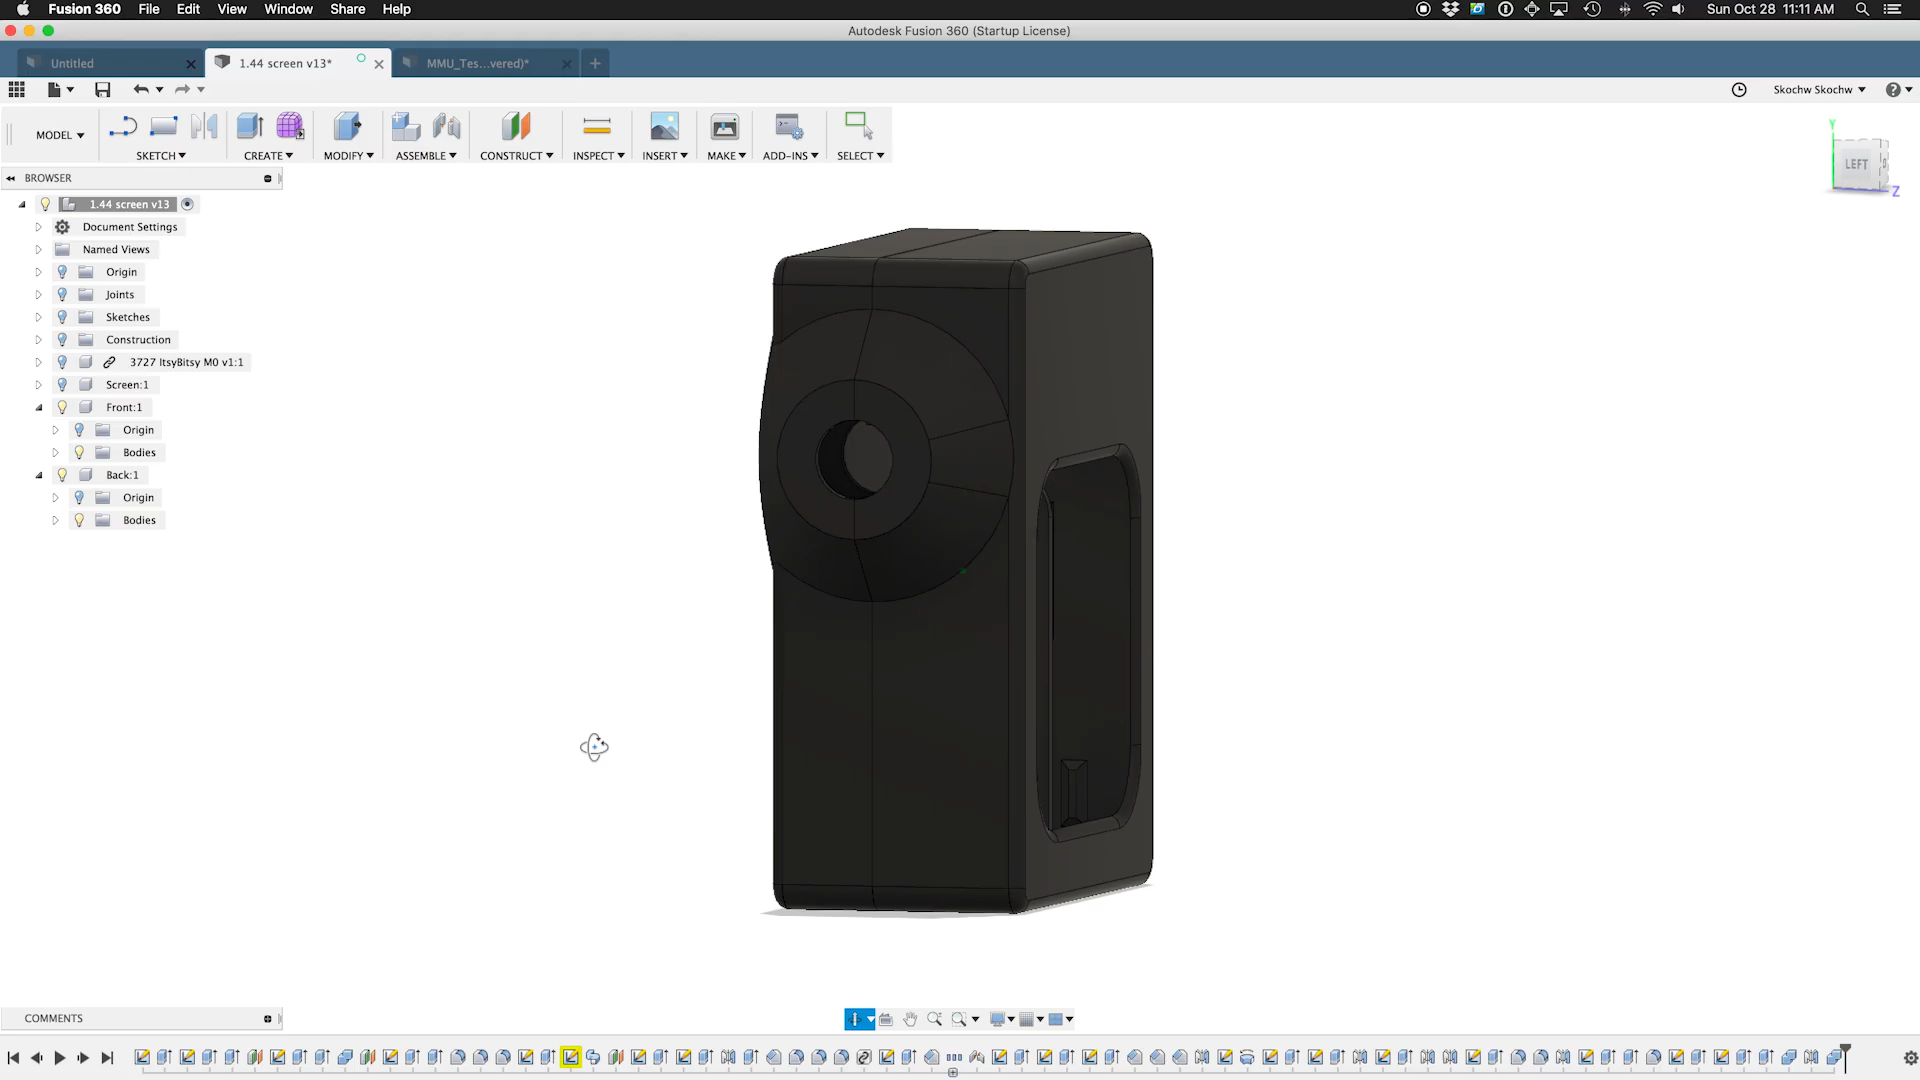 Fusion 360 File Edit View Window Share Help Sun Oct 28 11:11 AM
Autodesk Fusion 360 (Startup License)
Untitled 1.44 screen v13* MMU_Tes...vered)*
Skochw Skochw
MODEL SKETCH CREATE MODIFY ASSEMBLE CONSTRUCT INSPECT INSERT MAKE ADD-INS SELECT
Y
LEFT
Z
BROWSER
1.44 screen v13
Document Settings
Named Views
Origin
Joints
Sketches
Construction
3727 ItsyBitsy M0 v1:1
Screen:1
Front:1
Origin
Bodies
Back:1
Origin
Bodies
COMMENTS